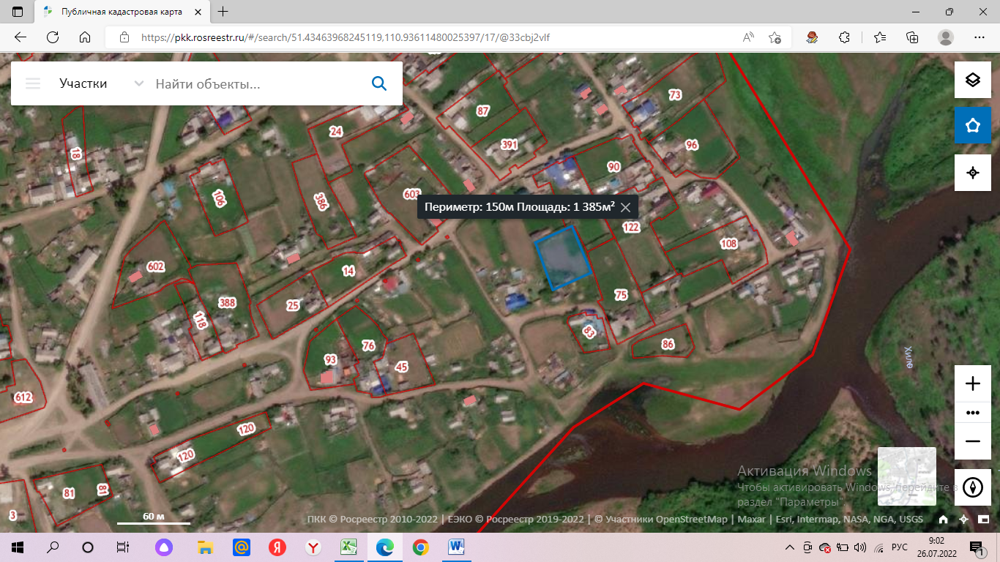 Публичная кадастровая карта
https://pkk.rosreestr.ru/#/search/51.43463968245119,110.93611480025397/17/@33cbj2vlf
Участки
Найти объекты...
87
73
24
391
96
18
90
106
386
603
Периметр: 150м Площадь: 1 385м²
122
108
602
14
388
25
75
118
83
76
86
93
45
Хило
612
120
120
81
81
3
60 м
Активация Windows
Чтобы активировать Windows, перейдите в
раздел "Параметры".
ПКК © Росреестр 2010-2022 | ЕЭКО © Росреестр 2019-2022 | © Участники OpenStreetMap | Maxar | Esri, Intermap, NASA, NGA, USGS
РУС
9:02
26.07.2022
1